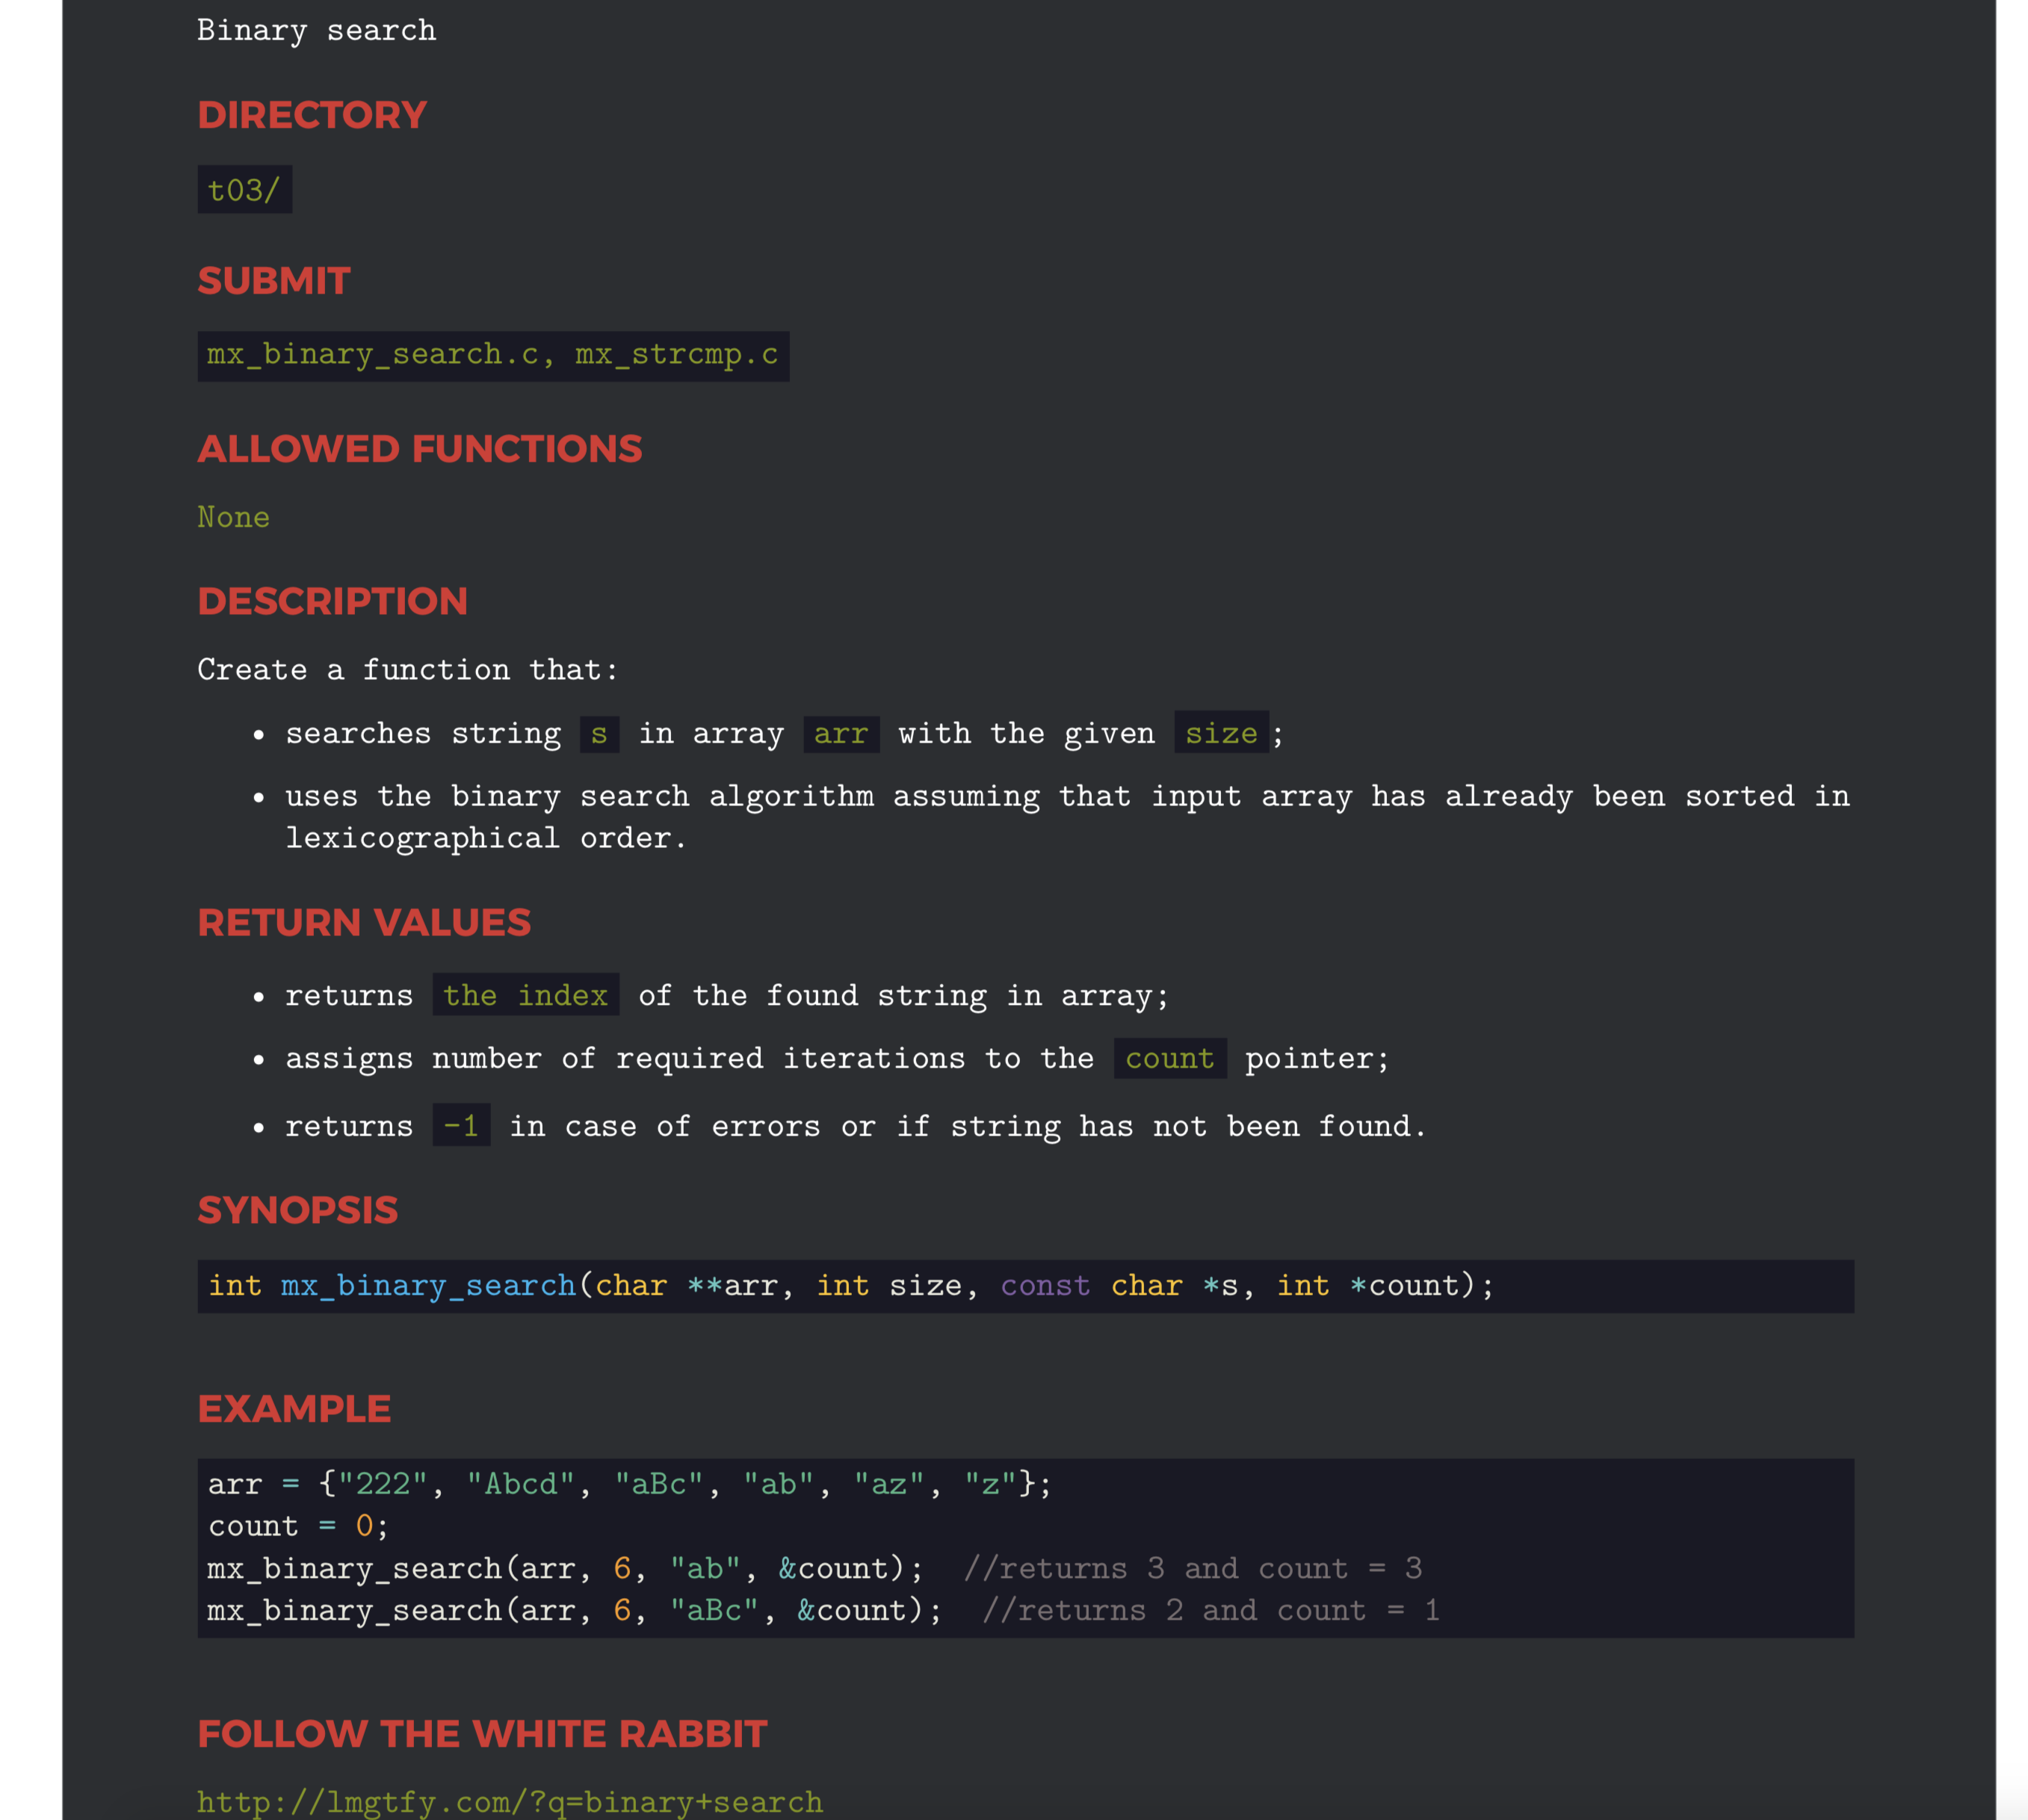 Binary search
DIRECTORY
t03/
SUBMIT
mx_binary_search.c, mx_strcmp.c
ALLOWED FUNCTIONS
None
DESCRIPTION
Create a function that:
• searches string s in array arr with the given size;
• uses the binary search algorithm assuming that input array has already been sorted in
lexicographical order.
RETURN VALUES
• returns the index of the found string in array;
• assigns number of required iterations to the count pointer;
• returns -1 in case of errors or if string has not been found.
SYNOPSIS
int mx_binary_search(char **arr, int size, const char *s, int *count);
EXAMPLE
arr = {"222", "Abcd", "aBc", "ab", "az", "z"};
count = 0;
mx_binary_search(arr, 6, "ab", &count); //returns 3 and count = 3
mx_binary_search(arr, 6, "aBc", &count); //returns 2 and count = 1
FOLLOW THE WHITE RABBIT
http://lmgtfy.com/?q=binary+search